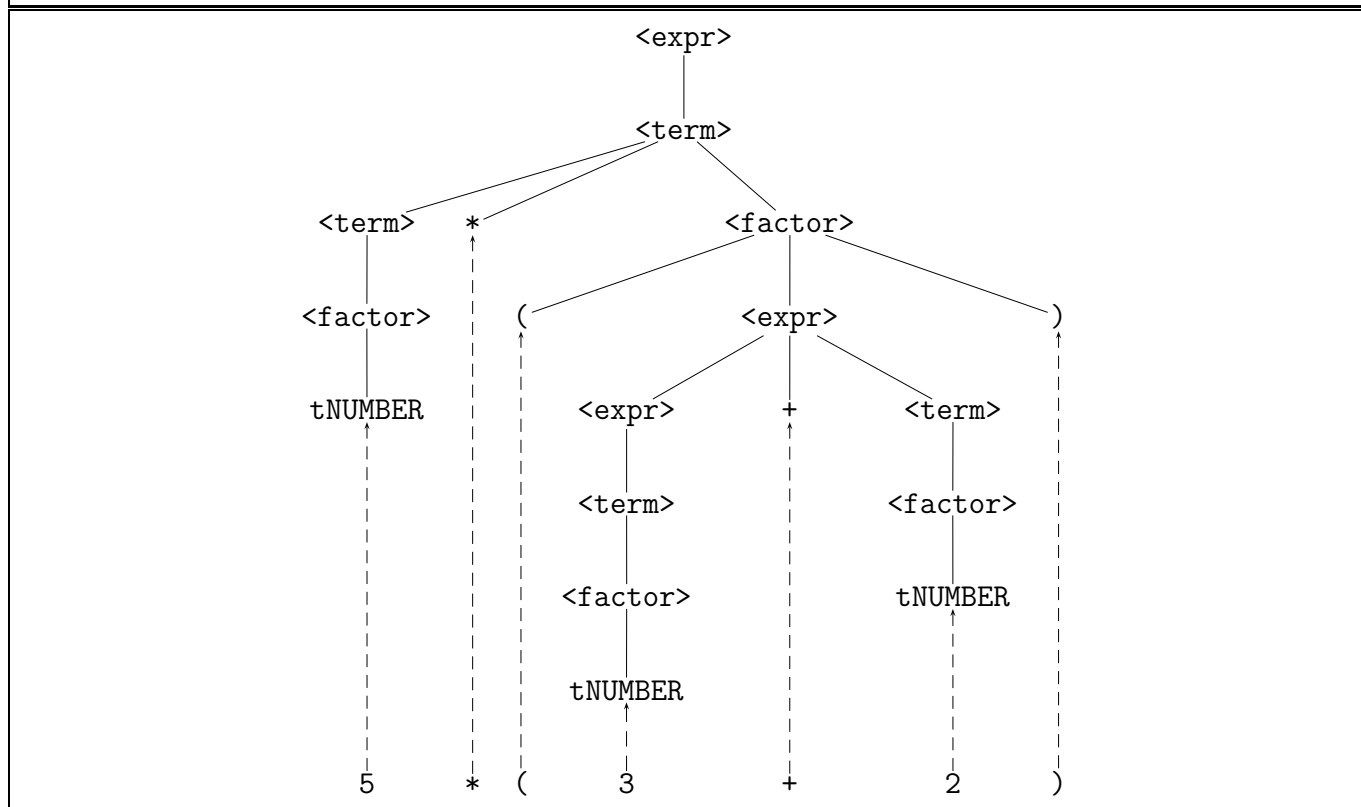 <expr>
<term>
<term> * <factor>
<factor> ( <expr> )
tNUMBER <expr> + <term>
<term> <factor>
<factor> tNUMBER
tNUMBER
5 * ( 3 + 2 )